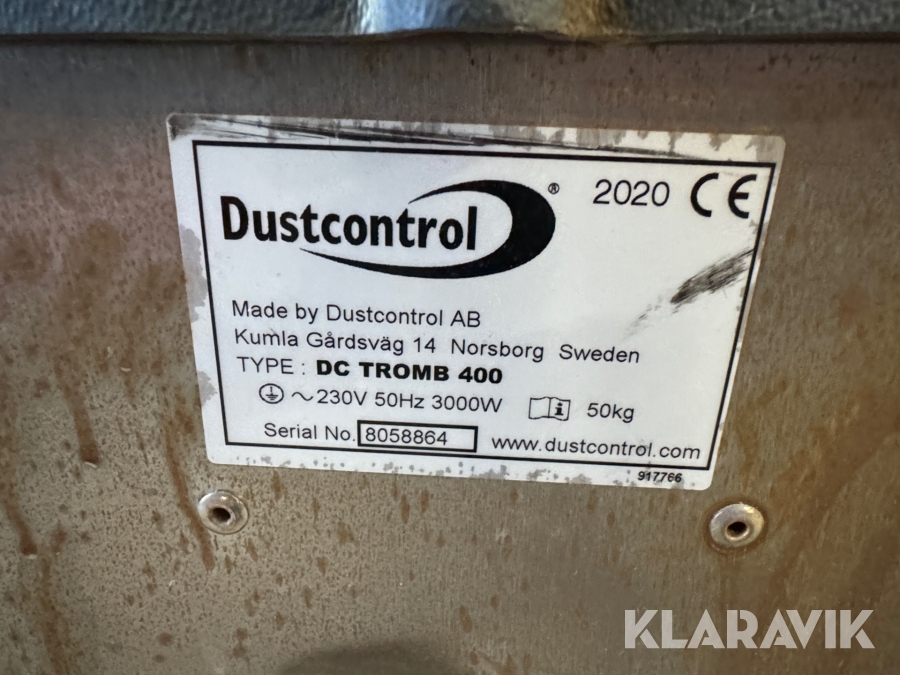 Dustcontrol ®
2020 CE
Made by Dustcontrol AB
Kumla Gårdsväg 14 Norsborg Sweden
TYPE : DC TROMB 400
~230V 50Hz 3000W i 50kg
Serial No. 8058864 www.dustcontrol.com
917766
KLARAVIK